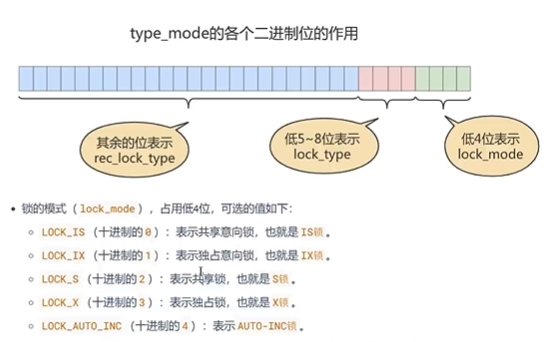 type_mode的各个二进制位的作用
其余的位表示
rec_lock_type
低5~8位表示
lock_type
低4位表示
lock_mode
• 锁的模式（lock_mode），占用低4位，可选的值如下：
○ LOCK_IS（十进制的0）：表示共享意向锁，也就是IS锁。
○ LOCK_IX（十进制的1）：表示独占意向锁，也就是IX锁。
○ LOCK_S（十进制的2）：表示共享锁，也就是S锁。
○ LOCK_X（十进制的3）：表示独占锁，也就是X锁。
○ LOCK_AUTO_INC（十进制的4）：表示AUTO-INC锁。